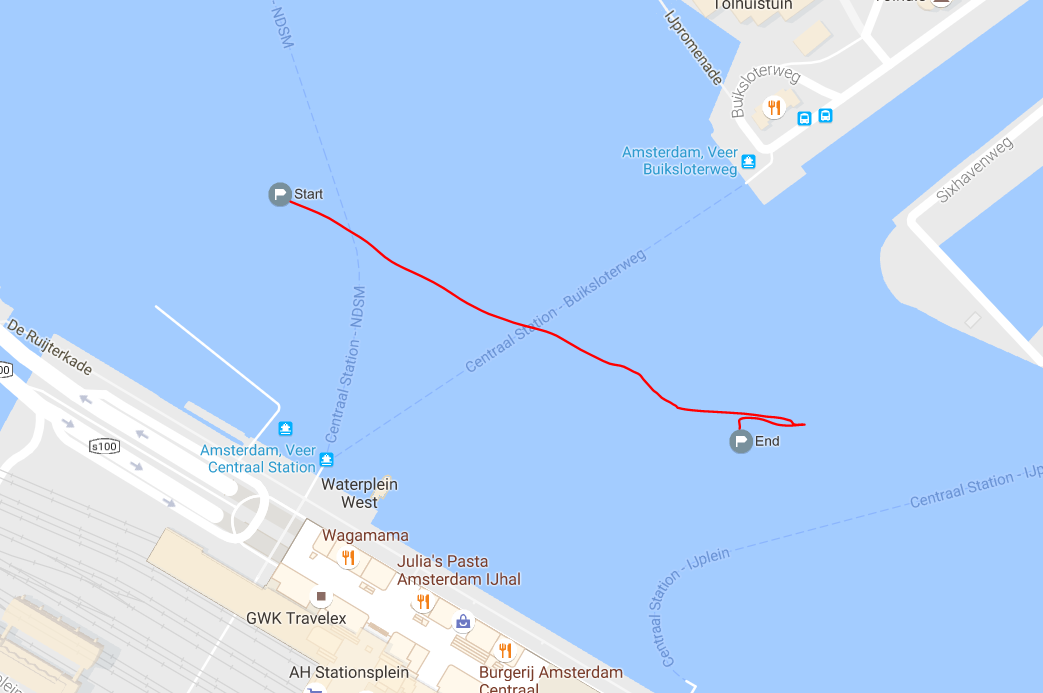 Tolhuistuin
NDSM
IJpromenade
Buiksloterweg
Amsterdam, Veer
Buiksloterweg
Sixhavenweg
Start
Centraal Station - Buiksloterweg
Centraal Station - NDSM
De Ruijterkade
s100
Amsterdam, Veer
Centraal Station
End
Waterplein
West
Centraal Station - IJp
Wagamama
Julia's Pasta
Amsterdam IJhal
Centraal Station - IJplein
GWK Travelex
AH Stationsplein
Burgerij Amsterdam
Centraal